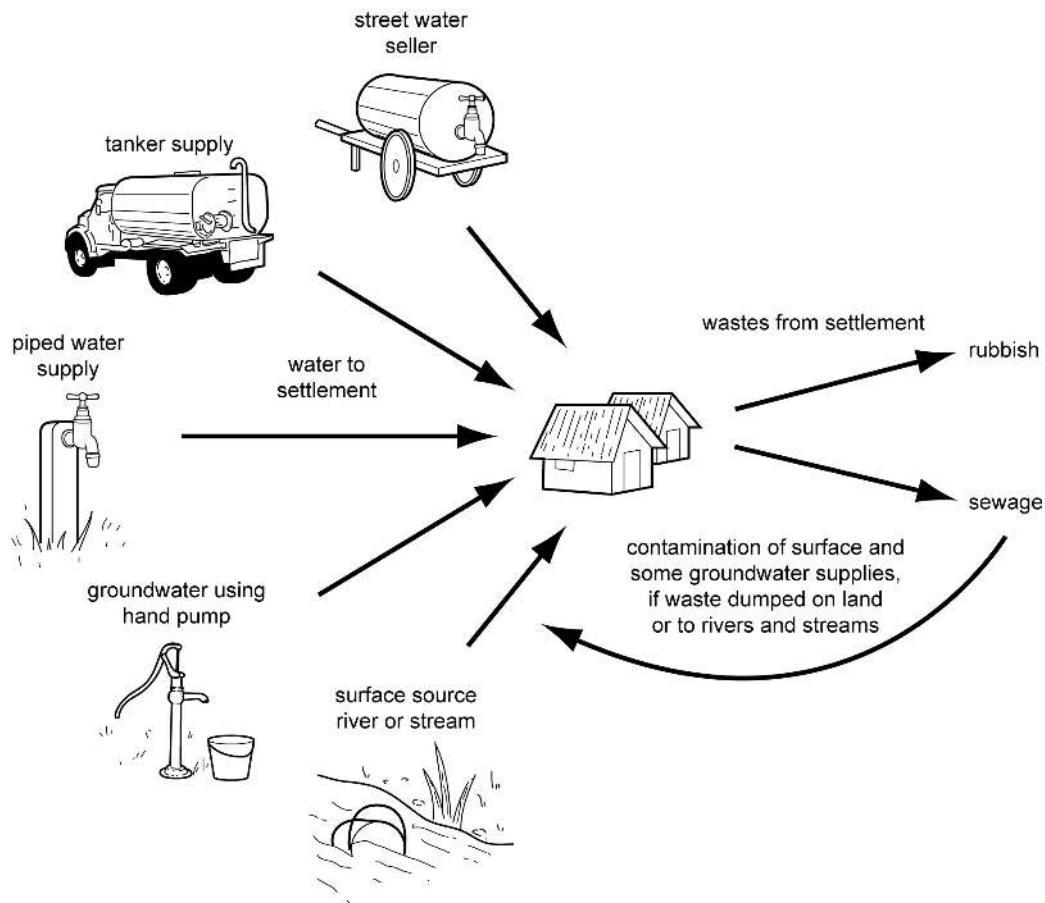 street water
seller
tanker supply
piped water
supply
water to
settlement
wastes from settlement
rubbish
sewage
contamination of surface and
some groundwater supplies,
if waste dumped on land
or to rivers and streams
groundwater using
hand pump
surface source
river or stream